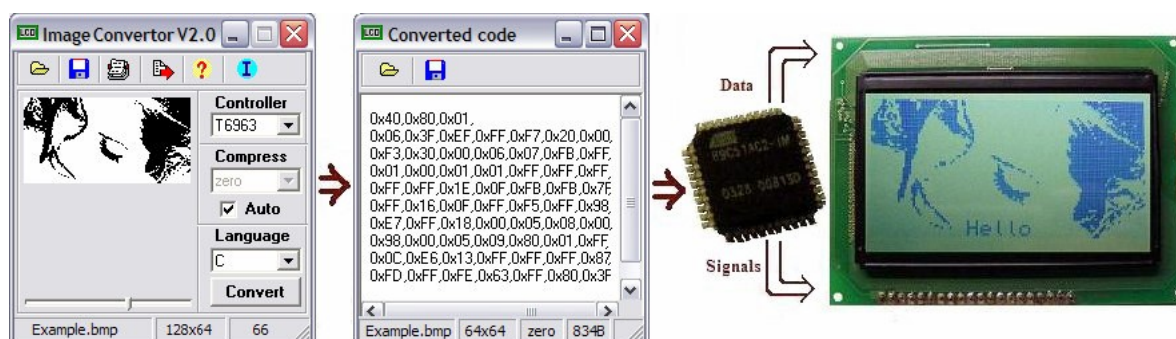 Image Convertor V2.0
Controller
T6963
Compress
zero
Auto
Language
C
Convert
Example.bmp 128x64 66
Converted code
0x40,0x80,0x01,
0x06,0x3F,0xEF,0xFF,0xF7,0x20,0x00,
0xF3,0x30,0x00,0x06,0x07,0xFB,0xFF,
0x01,0x00,0x01,0x01,0xFF,0xFF,0xFF,
0xFF,0xFF,0x1E,0x0F,0xFB,0xFB,0x7F
0xFF,0x16,0x0F,0xFF,0xF5,0xFF,0x98,
0xE7,0xFF,0x18,0x00,0x05,0x08,0x00,
0x98,0x00,0x05,0x09,0x80,0x01,0xFF
0x0C,0xE6,0x13,0xFF,0xFF,0xFF,0x87,
0xFD,0xFF,0xFE,0x63,0xFF,0x80,0x3F
Example.bmp 64x64 zero 834B
Data
89C51AC2-IM
Signals
Hello